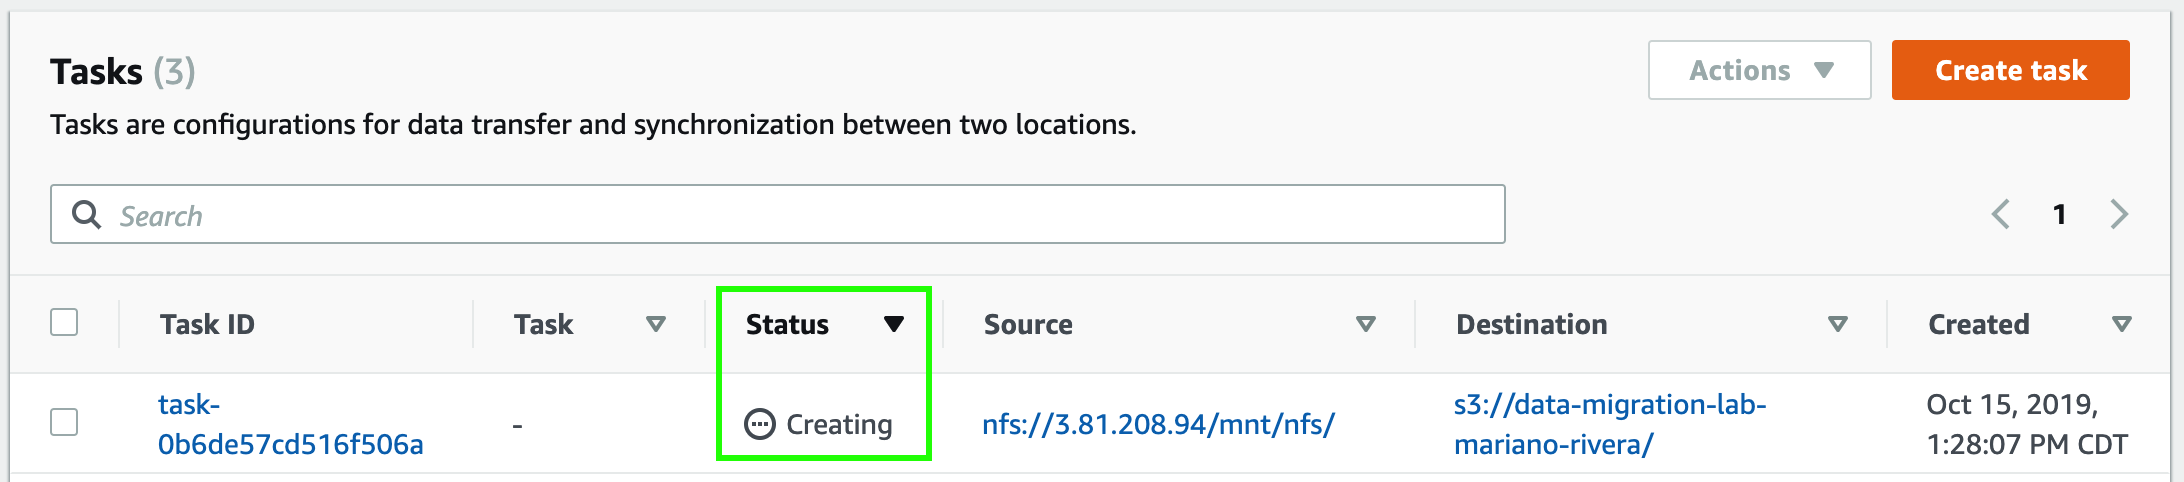 Tasks (3)
Actions
Create task
Tasks are configurations for data transfer and synchronization between two locations.
Search
1
Task ID
Task
Status
Source
Destination
Created
task-
0b6de57cd516f506a
-
Creating
nfs://3.81.208.94/mnt/nfs/
s3://data-migration-lab-
mariano-rivera/
Oct 15, 2019,
1:28:07 PM CDT